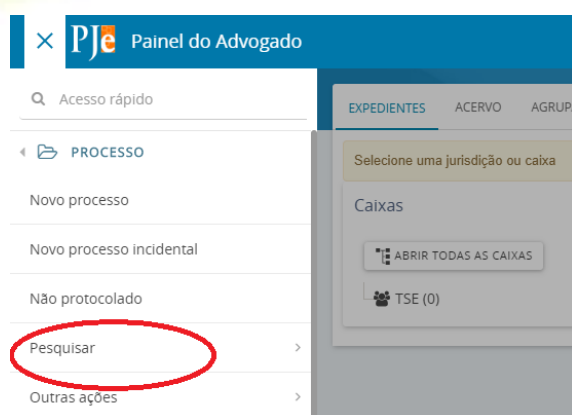 PJe Painel do Advogado
Acesso rápido
PROCESSO
Novo processo
Novo processo incidental
Não protocolado
Pesquisar
Outras ações
EXPEDIENTES ACERVO
Selecione uma jurisdição ou caixa
Caixas
ABRIR TODAS AS CAIXAS
TSE (0)